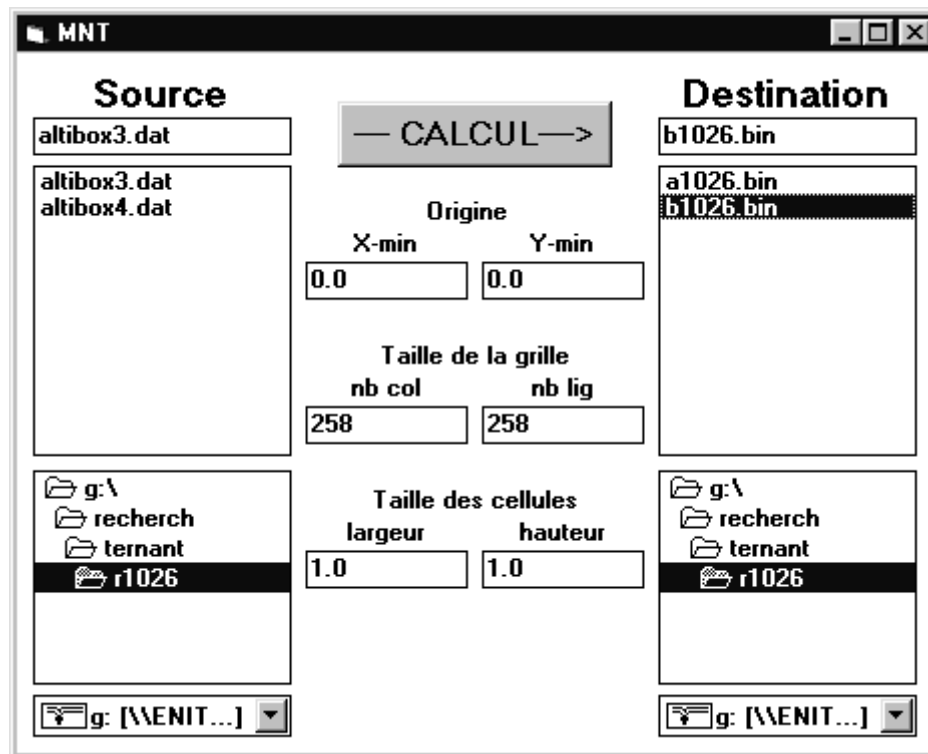 MNT
Source
altibox3.dat
altibox3.dat
altibox4.dat
g:\
recherch
ternant
r1026
g: [\\ENIT...]
— CALCUL—>
Origine
X-min Y-min
0.0 0.0
Taille de la grille
nb col nb lig
258 258
Taille des cellules
largeur hauteur
1.0 1.0
Destination
b1026.bin
a1026.bin
b1026.bin
g:\
recherch
ternant
r1026
g: [\\ENIT...]